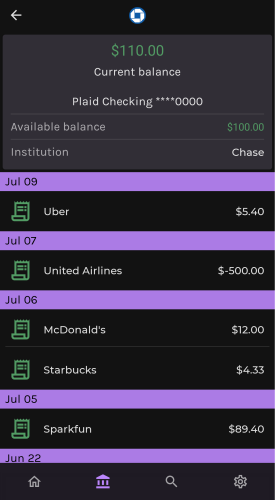 $110.00
Current balance
Plaid Checking ****0000
Available balance $100.00
Institution Chase
Jul 09
Uber $5.40
Jul 07
United Airlines $-500.00
Jul 06
McDonald's $12.00
Starbucks $4.33
Jul 05
Sparkfun $89.40
Jun 22